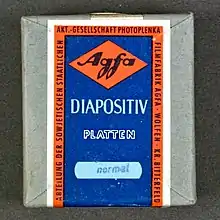 AKT.-GESELLSCHAFT PHOTOPLENKA
ABTEILUNG DER SOWJETISCHEN STAATLICHEN
FILMFABRIK AGFA - WOLFEN - KR. BITTERFELD
Agfa
DIAPOSITIV
PLATTEN
normal